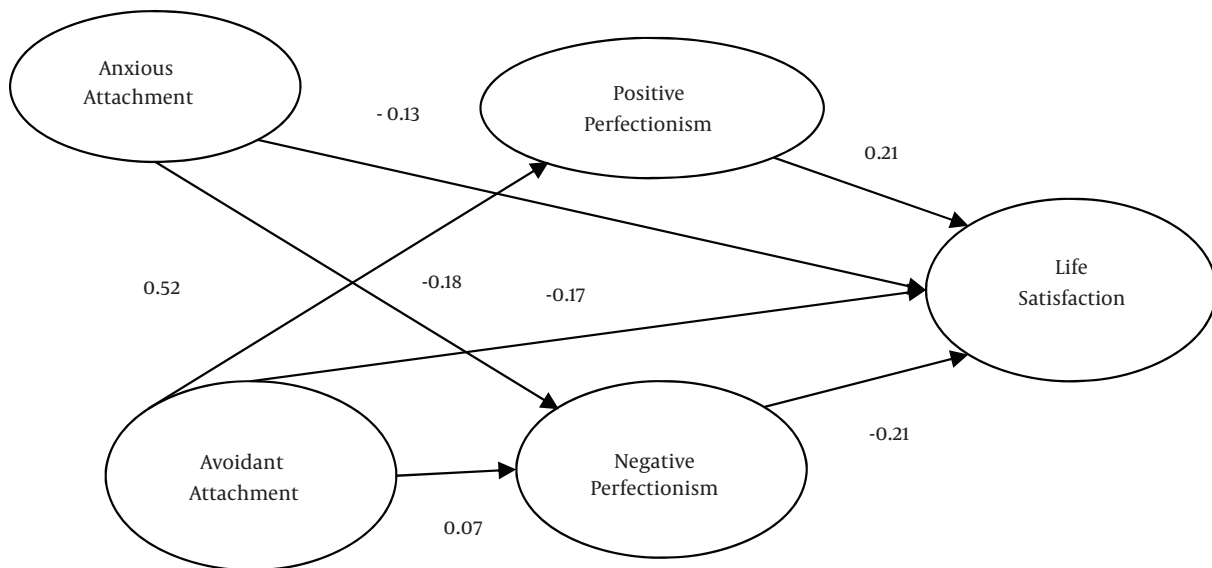 Anxious
Attachment
Positive
Perfectionism
- 0.13
0.21
Life
Satisfaction
0.52
-0.18
-0.17
Avoidant
Attachment
Negative
Perfectionism
-0.21
0.07